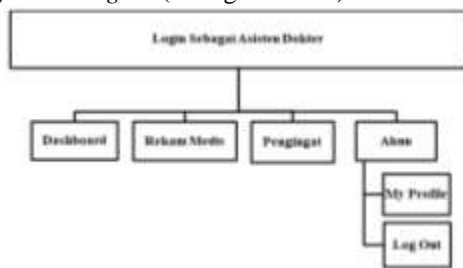 Login Sebagai Asisten Dokter
Dashboard
Rekam Medis
Pengingat
Akun
My Profile
Log Out